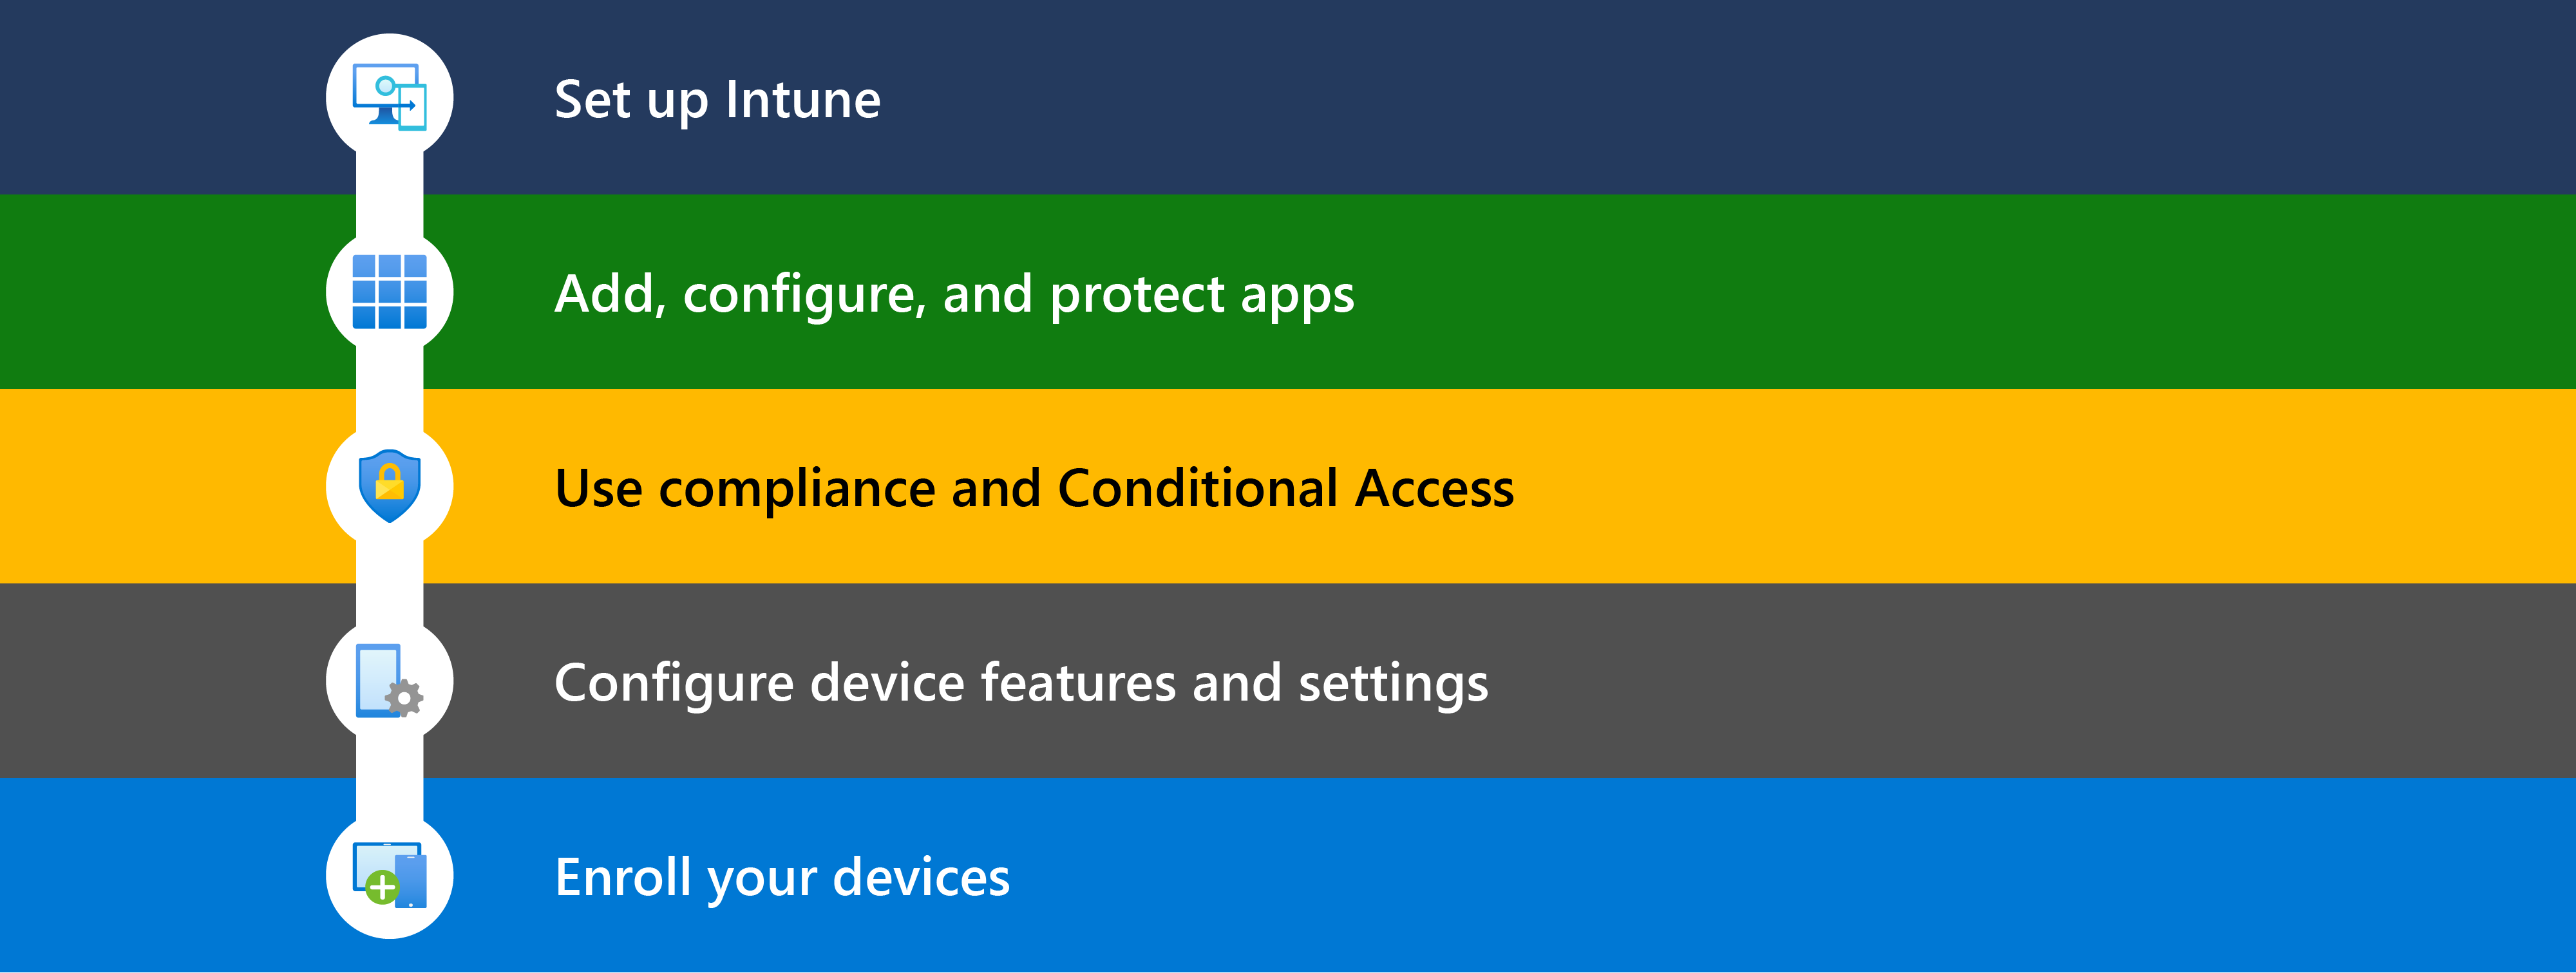 Set up Intune
Add, configure, and protect apps
Use compliance and Conditional Access
Configure device features and settings
Enroll your devices